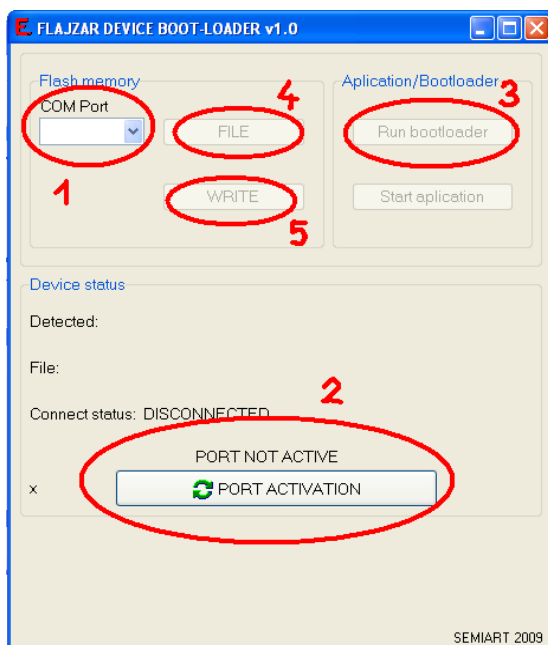 FLAJZAR DEVICE BOOT-LOADER v1.0
Flash memory
Aplication/Bootloader
COM Port
4
3
FILE
Run bootloader
1
WRITE
Start aplication
5
Device status
Detected:
File:
2
Connect status: DISCONNECTED
PORT NOT ACTIVE
x
PORT ACTIVATION
SEMIART 2009